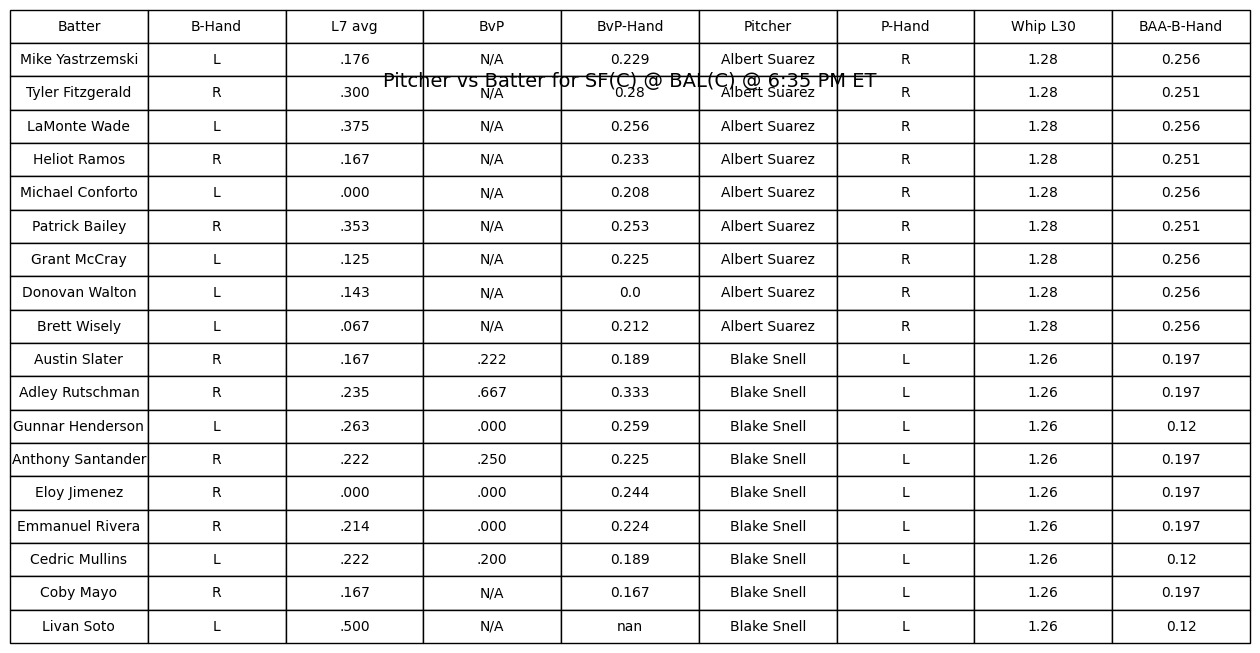 Batter B-Hand L7 avg BvP BvP-Hand Pitcher P-Hand Whip L30 BAA-B-Hand
Mike Yastrzemski L .176 N/A 0.229 Albert Suarez R 1.28 0.256
Pitcher vs Batter for SF(C) @ BAL(C) @ 6:35 PM ET
Tyler Fitzgerald R .300 N/A 0.28 Albert Suarez R 1.28 0.251
LaMonte Wade L .375 N/A 0.256 Albert Suarez R 1.28 0.256
Heliot Ramos R .167 N/A 0.233 Albert Suarez R 1.28 0.251
Michael Conforto L .000 N/A 0.208 Albert Suarez R 1.28 0.256
Patrick Bailey R .353 N/A 0.253 Albert Suarez R 1.28 0.251
Grant McCray L .125 N/A 0.225 Albert Suarez R 1.28 0.256
Donovan Walton L .143 N/A 0.0 Albert Suarez R 1.28 0.256
Brett Wisely L .067 N/A 0.212 Albert Suarez R 1.28 0.256
Austin Slater R .167 .222 0.189 Blake Snell L 1.26 0.197
Adley Rutschman R .235 .667 0.333 Blake Snell L 1.26 0.197
Gunnar Henderson L .263 .000 0.259 Blake Snell L 1.26 0.12
Anthony Santander R .222 .250 0.225 Blake Snell L 1.26 0.197
Eloy Jimenez R .000 .000 0.244 Blake Snell L 1.26 0.197
Emmanuel Rivera R .214 .000 0.224 Blake Snell L 1.26 0.197
Cedric Mullins L .222 .200 0.189 Blake Snell L 1.26 0.12
Coby Mayo R .167 N/A 0.167 Blake Snell L 1.26 0.197
Livan Soto L .500 N/A nan Blake Snell L 1.26 0.12